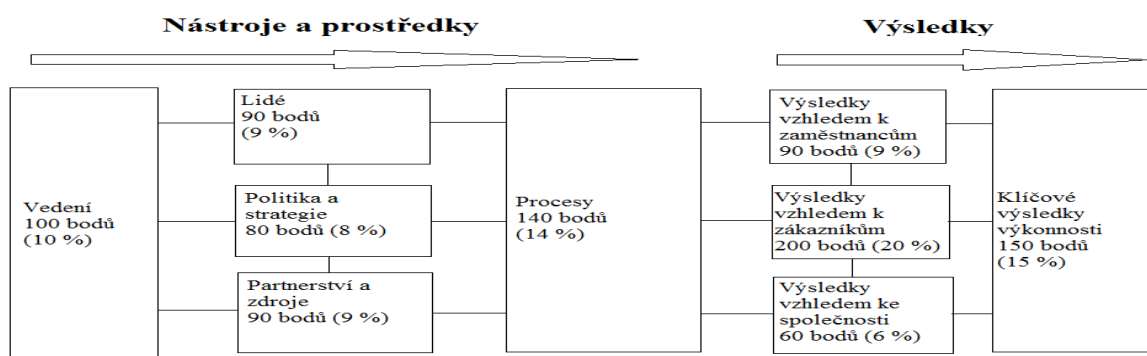 Nástroje a prostředky
Výsledky
Vedení
100 bodů
(10 %)
Lidé
90 bodů
(9 %)
Politika a
strategie
80 bodů (8 %)
Partnerství a
zdroje
90 bodů (9 %)
Procesy
140 bodů
(14 %)
Výsledky
vzhledem k
zaměstnancům
90 bodů (9 %)
Výsledky
vzhledem k
zákazníkům
200 bodů (20 %)
Výsledky
vzhledem ke
společnosti
60 bodů (6 %)
Klíčové
výsledky
výkonnosti
150 bodů
(15 %)